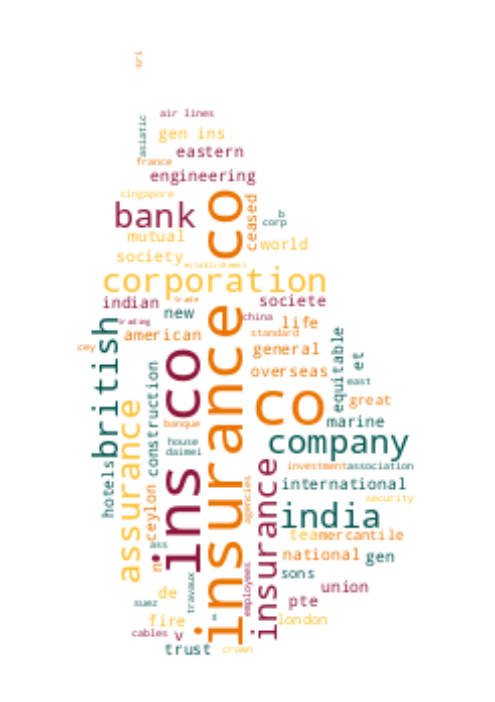 sri
air lines
asiatic
gen ins
eastern
france
engineering
singapore
bank
insurance co
ceased
b
corp
mutual
world
society
establishment
corporation
indian
trade
societe
new
china
trading
life
british
american
standard
cey
general
equitable
et
overseas
east
ins co
co
construction
great
assurance
banque
marine
house
company
daimei
insurance
investment
association
hotels
international
ceylon
agencies
security
india
tea
mercantile
ass
national
gen
n
sons
travaux
employees
union
de
suez
pte
s
fire
london
cables
v
trust
crown